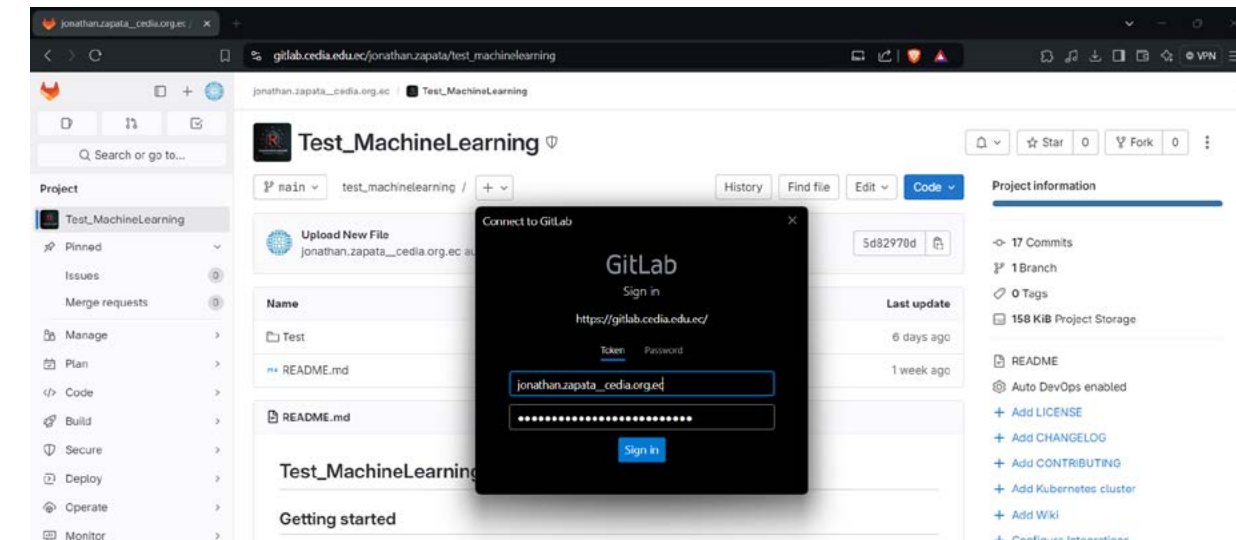 jonathan.zapata__cedia.org.ec /
gitlab.cedia.edu.ec/jonathan.zapata/test_machinelearning
VPN
jonathan.zapata__cedia.org.ec / Test_MachineLearning
Search or go to...
Test_MachineLearning
Star 0
Fork 0
main
test_machinelearning /
History
Find file
Edit
Code
Project
Test_MachineLearning
Pinned
Issues 0
Merge requests 0
Manage
Plan
Code
Build
Secure
Deploy
Operate
Monitor
Upload New File
jonathan.zapata__cedia.org.ec
5d82970d
Name
Last update
Test
6 days ago
README.md
1 week ago
README.md
Test_MachineLearning
Getting started
Connect to GitLab
GitLab
Sign in
https://gitlab.cedia.edu.ec/
Token Password
jonathan.zapata__cedia.org.ec
Sign in
Project information
17 Commits
1 Branch
0 Tags
158 KiB Project Storage
README
Auto DevOps enabled
Add LICENSE
Add CHANGELOG
Add CONTRIBUTING
Add Kubernetes cluster
Add Wiki
Configure Integrations